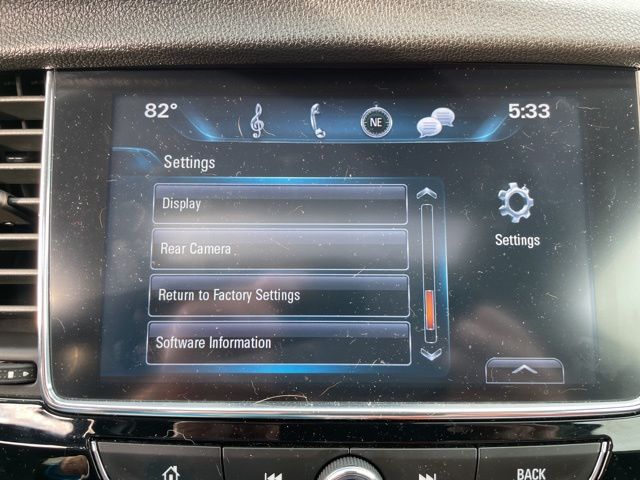 82°
NE
5:33
Settings
Display
Rear Camera
Return to Factory Settings
Software Information
Settings
BACK